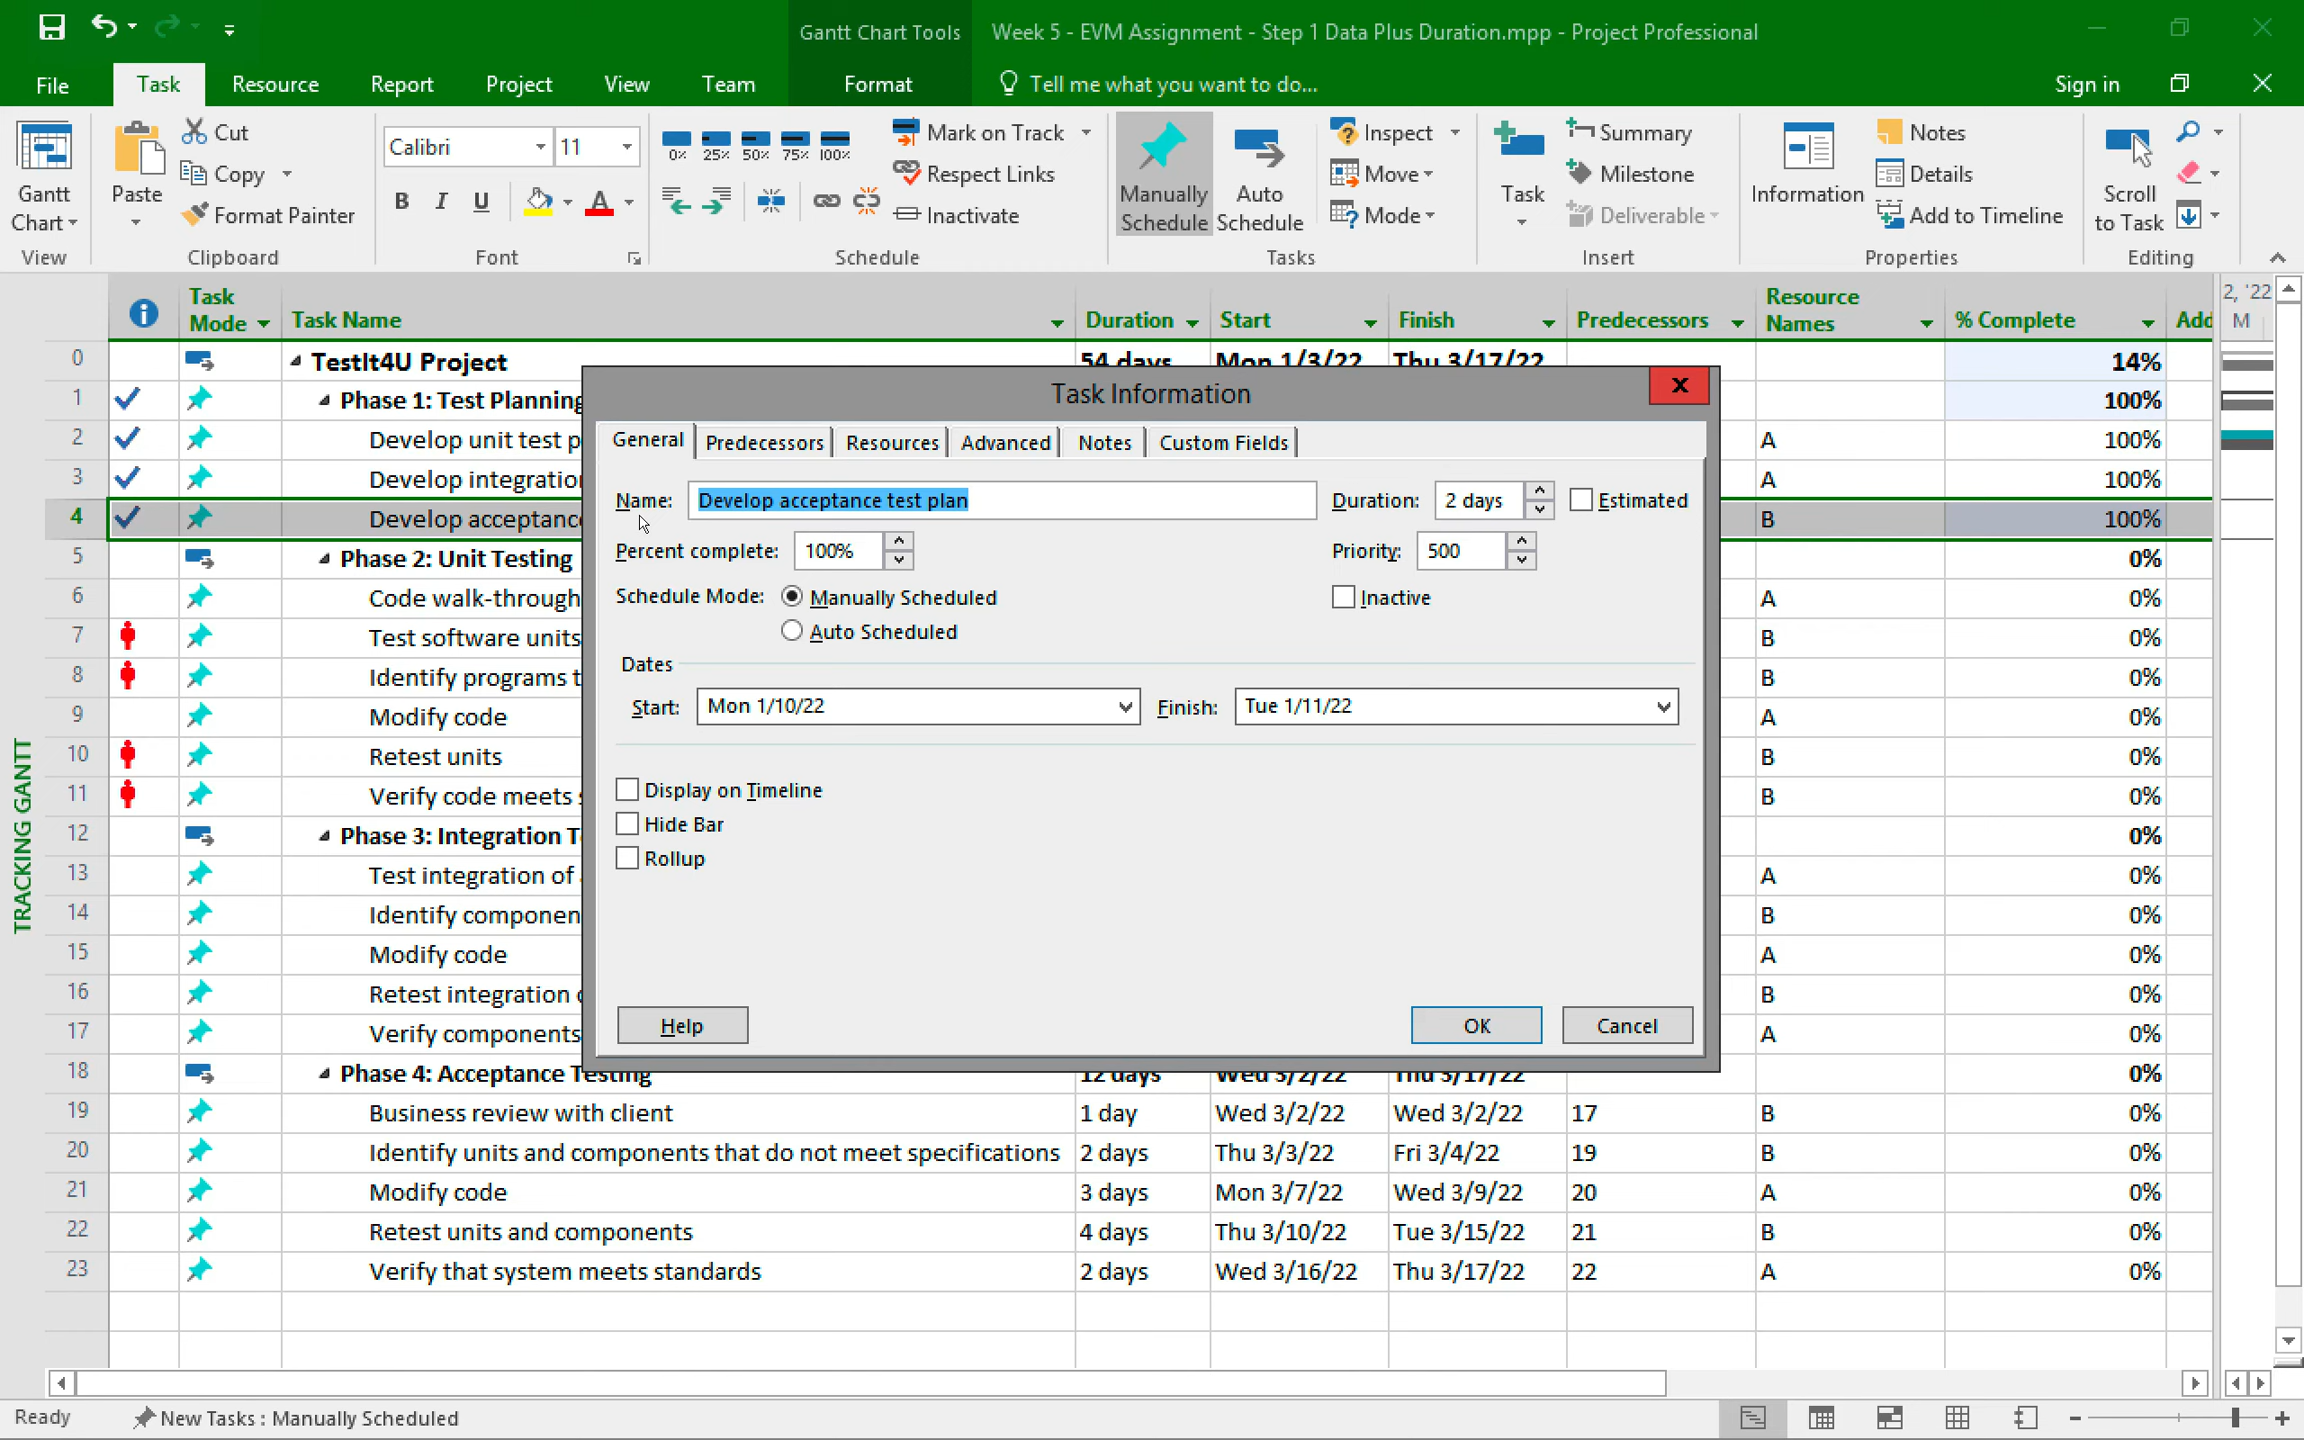 Gantt Chart Tools
Week 5 - EVM Assignment - Step 1 Data Plus Duration.mpp - Project Professional
File Task Resource Report Project View Team Format Tell me what you want to do... Sign in
Gantt Chart
View
Paste
Cut
Copy
Format Painter
Clipboard
Calibri 11
B I U A
Font
0% 25% 50% 75% 100%
Mark on Track
Respect Links
Inactivate
Schedule
Manually Schedule
Auto Schedule
Inspect
Move
Mode
Tasks
Task
Summary
Milestone
Deliverable
Insert
Information
Notes
Details
Add to Timeline
Properties
Scroll to Task
Editing
Task Mode Task Name Duration Start Finish Predecessors Resource Names % Complete Add 2, '22 M
0 TestIt4U Project 54 days Mon 1/3/22 Thu 3/17/22 14%
1 Phase 1: Test Planning 100%
2 Develop unit test p A 100%
3 Develop integration A 100%
4 Develop acceptance B 100%
5 Phase 2: Unit Testing 0%
6 Code walk-through A 0%
7 Test software units B 0%
8 Identify programs t B 0%
9 Modify code A 0%
10 Retest units B 0%
11 Verify code meets s B 0%
12 Phase 3: Integration T 0%
13 Test integration of A 0%
14 Identify componen B 0%
15 Modify code A 0%
16 Retest integration B 0%
17 Verify components A 0%
18 Phase 4: Acceptance Testing 12 days Wed 3/2/22 Thu 3/17/22 0%
19 Business review with client 1 day Wed 3/2/22 Wed 3/2/22 17 B 0%
20 Identify units and components that do not meet specifications 2 days Thu 3/3/22 Fri 3/4/22 19 B 0%
21 Modify code 3 days Mon 3/7/22 Wed 3/9/22 20 A 0%
22 Retest units and components 4 days Thu 3/10/22 Tue 3/15/22 21 B 0%
23 Verify that system meets standards 2 days Wed 3/16/22 Thu 3/17/22 22 A 0%
TRACKING GANTT
Task Information X
General Predecessors Resources Advanced Notes Custom Fields
Name: Develop acceptance test plan Duration: 2 days Estimated
Percent complete: 100% Priority: 500
Schedule Mode: Manually Scheduled Inactive
Auto Scheduled
Dates
Start: Mon 1/10/22 Finish: Tue 1/11/22
Display on Timeline
Hide Bar
Rollup
Help OK Cancel
Ready New Tasks : Manually Scheduled